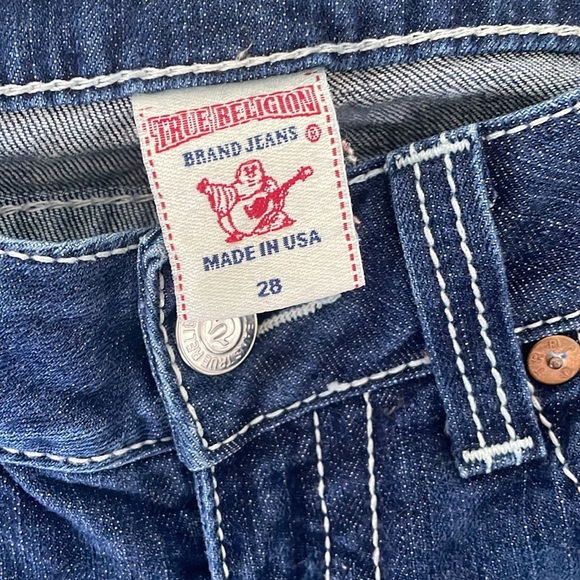 TRUE RELIGION
BRAND JEANS ®
MADE IN USA
28